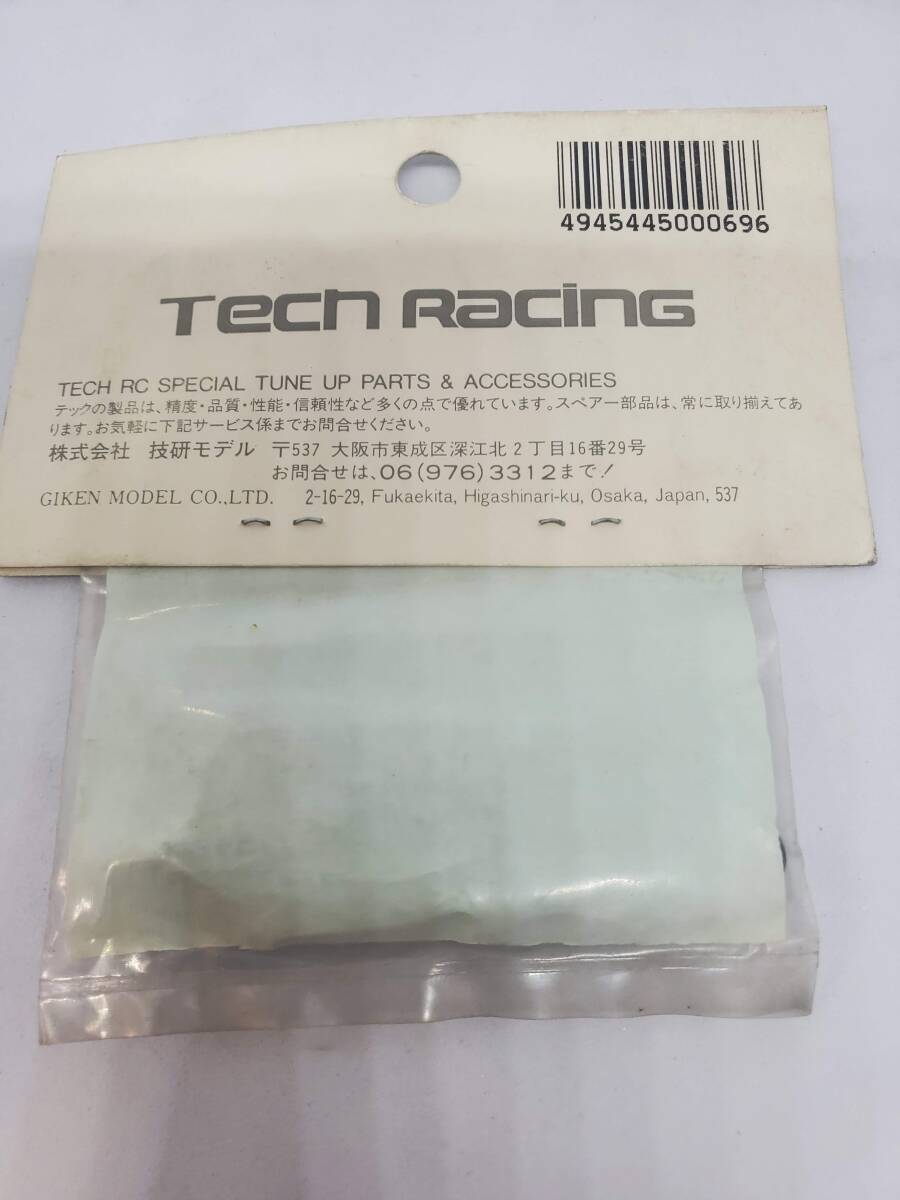 4945445000696
Tech Racing
TECH RC SPECIAL TUNE UP PARTS & ACCESSORIES
テックの製品は、精度・品質・性能・信頼性など多くの点で優れています。スペアー部品は、常に取り揃えてあ
ります。お気軽に下記サービス係までお問合せください。
株式会社 技研モデル 〒537 大阪市東成区深江北2丁目16番29号
お問合せは、06(976)3312まで!
GIKEN MODEL CO.,LTD. 2-16-29, Fukaekita, Higashinari-ku, Osaka, Japan, 537